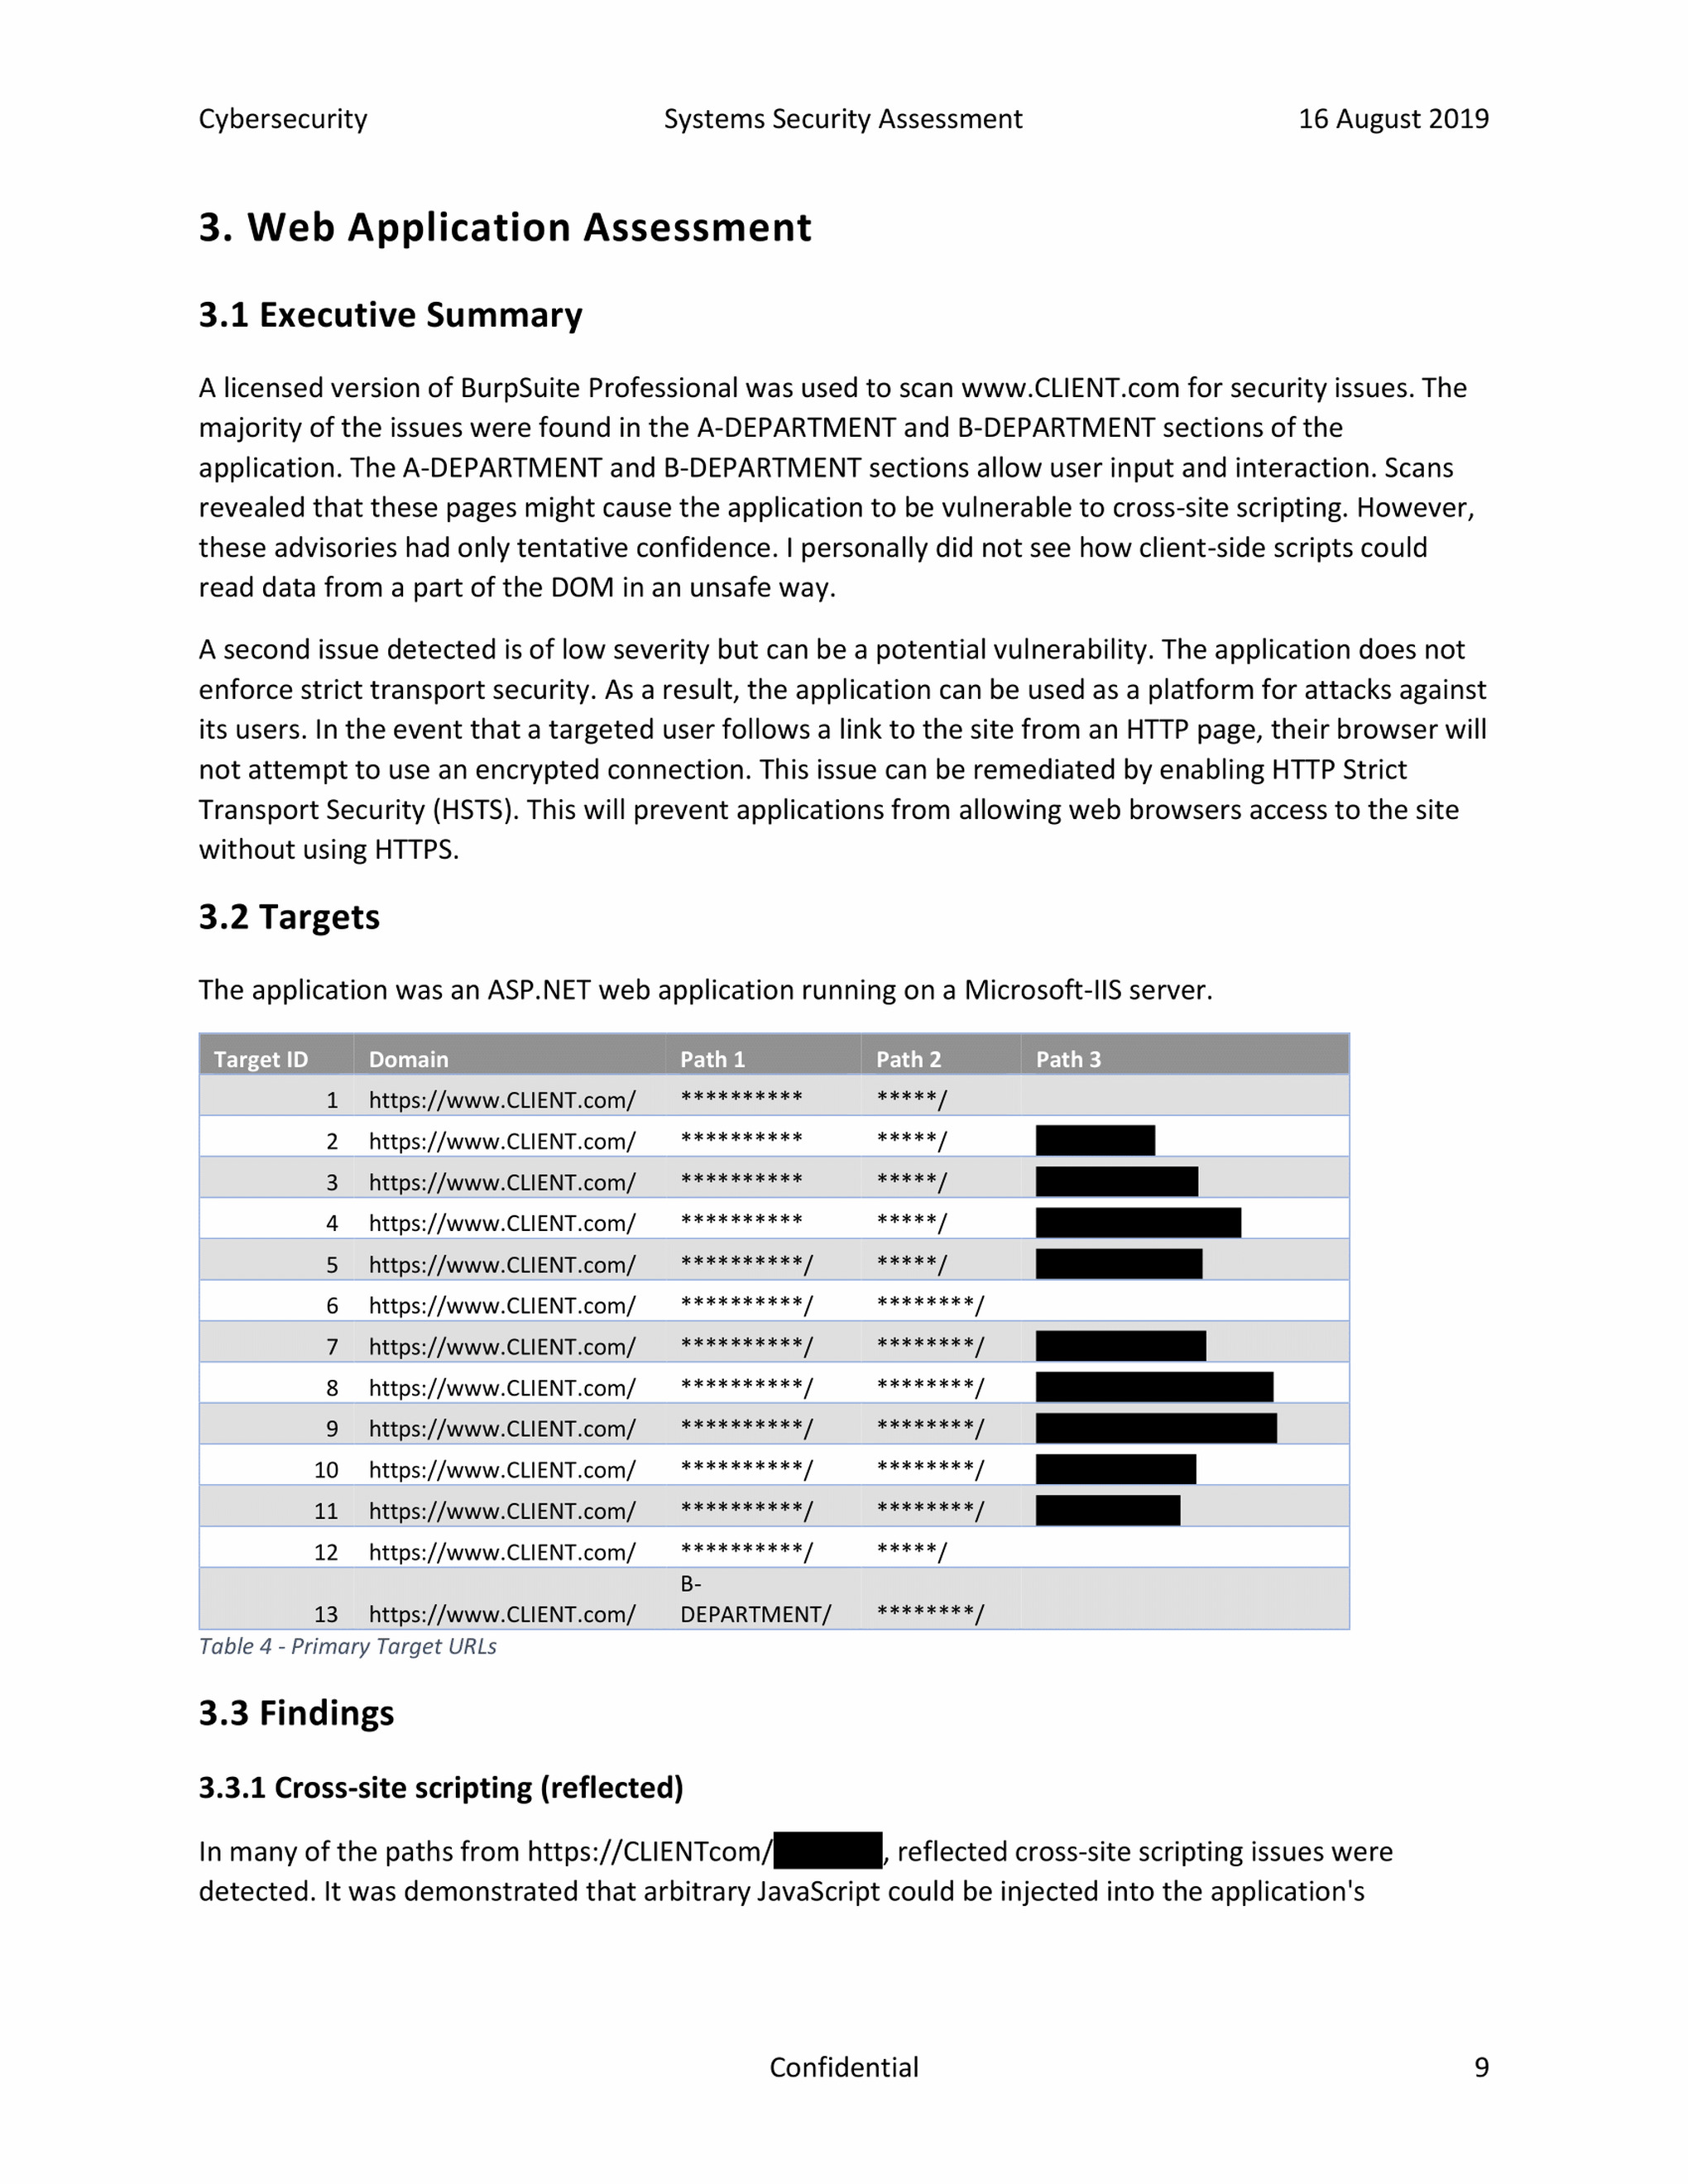 Cybersecurity Systems Security Assessment 16 August 2019
3. Web Application Assessment
3.1 Executive Summary
A licensed version of BurpSuite Professional was used to scan www.CLIENT.com for security issues. The
majority of the issues were found in the A-DEPARTMENT and B-DEPARTMENT sections of the
application. The A-DEPARTMENT and B-DEPARTMENT sections allow user input and interaction. Scans
revealed that these pages might cause the application to be vulnerable to cross-site scripting. However,
these advisories had only tentative confidence. I personally did not see how client-side scripts could
read data from a part of the DOM in an unsafe way.
A second issue detected is of low severity but can be a potential vulnerability. The application does not
enforce strict transport security. As a result, the application can be used as a platform for attacks against
its users. In the event that a targeted user follows a link to the site from an HTTP page, their browser will
not attempt to use an encrypted connection. This issue can be remediated by enabling HTTP Strict
Transport Security (HSTS). This will prevent applications from allowing web browsers access to the site
without using HTTPS.
3.2 Targets
The application was an ASP.NET web application running on a Microsoft-IIS server.
Target ID Domain Path 1 Path 2 Path 3
1 https://www.CLIENT.com/ ********** *****/
2 https://www.CLIENT.com/ ********** *****/
3 https://www.CLIENT.com/ ********** *****/
4 https://www.CLIENT.com/ ********** *****/
5 https://www.CLIENT.com/ **********/ *****/
6 https://www.CLIENT.com/ **********/ ********/
7 https://www.CLIENT.com/ **********/ ********/
8 https://www.CLIENT.com/ **********/ ********/
9 https://www.CLIENT.com/ **********/ ********/
10 https://www.CLIENT.com/ **********/ ********/
11 https://www.CLIENT.com/ **********/ ********/
12 https://www.CLIENT.com/ **********/ *****/
B-
13 https://www.CLIENT.com/ DEPARTMENT/ ********/
Table 4 - Primary Target URLs
3.3 Findings
3.3.1 Cross-site scripting (reflected)
In many of the paths from https://CLIENTcom/ , reflected cross-site scripting issues were
detected. It was demonstrated that arbitrary JavaScript could be injected into the application's
Confidential 9